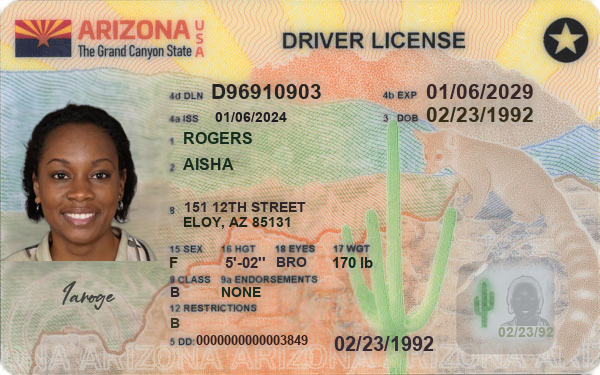 ARIZONA USA
The Grand Canyon State
DRIVER LICENSE
4d DLN D96910903
4b EXP 01/06/2029
4a ISS 01/06/2024
3 DOB 02/23/1992
1 ROGERS
2 AISHA
8 151 12TH STREET
ELOY, AZ 85131
15 SEX 16 HGT 18 EYES 17 WGT
F 5'-02" BRO 170 lb
9 CLASS 9a ENDORSEMENTS
B NONE
12 RESTRICTIONS
B
Iaroge
5 DD: 0000000000003849
02/23/1992
02/23/92
ONA ARIZONA ARIZONA ARIZONA ARIZONA